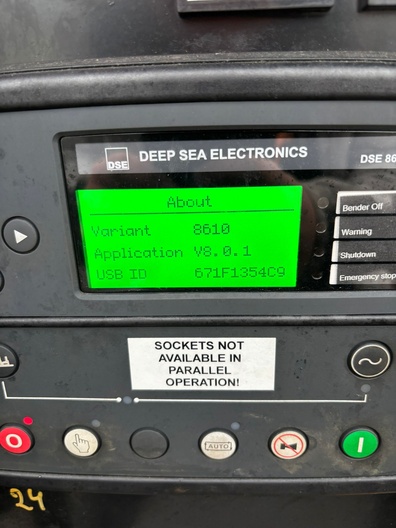 DSE DEEP SEA ELECTRONICS DSE 86
About
Variant 8610
Application V8.0.1
USB ID 671F1354C9
Bender Off
Warning
Shutdown
Emergency stop
SOCKETS NOT
AVAILABLE IN
PARALLEL
OPERATION!
AUTO
24